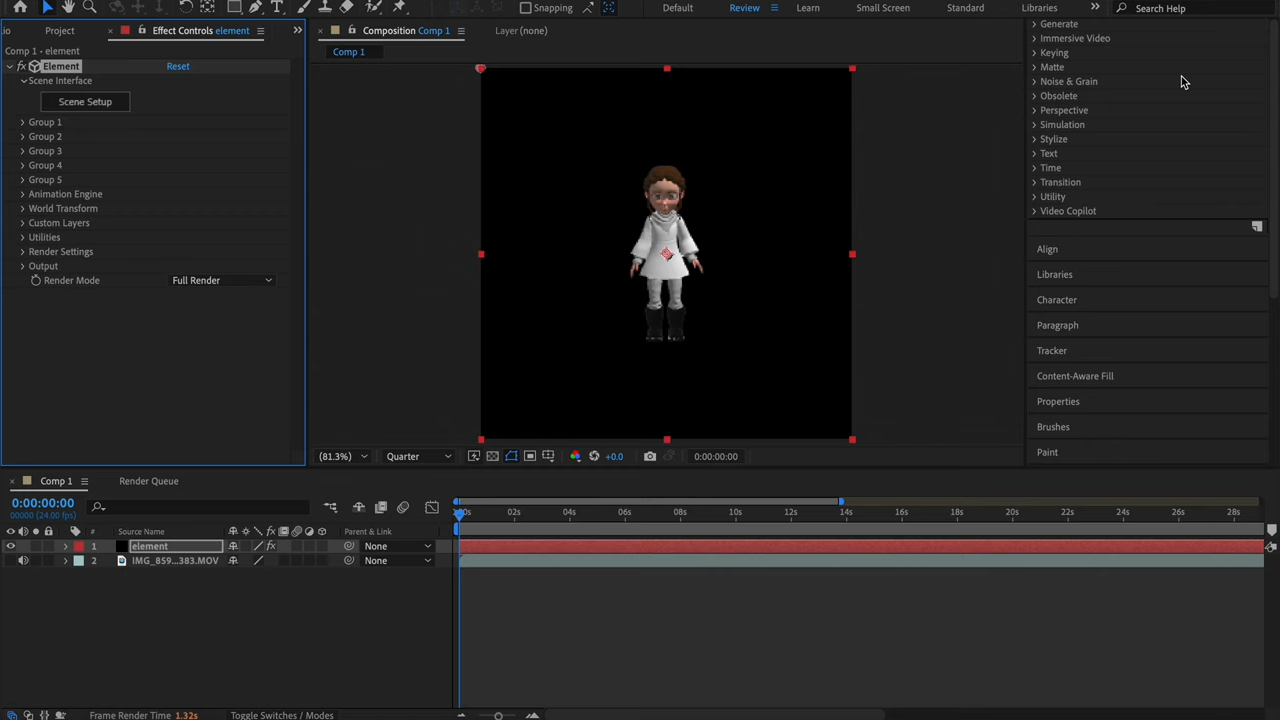 Snapping
Default
Review
Learn
Small Screen
Standard
Libraries
Search Help
io
Project
Effect Controls element
Composition Comp 1
Layer (none)
Comp 1 - element
Comp 1
Element
Reset
Scene Interface
Scene Setup
Group 1
Group 2
Group 3
Group 4
Group 5
Animation Engine
World Transform
Custom Layers
Utilities
Render Settings
Output
Render Mode
Full Render
Generate
Immersive Video
Keying
Matte
Noise & Grain
Obsolete
Perspective
Simulation
Stylize
Text
Time
Transition
Utility
Video Copilot
Align
Libraries
Character
Paragraph
Tracker
Content-Aware Fill
Properties
Brushes
Paint
(81.3%)
Quarter
+0.0
0:00:00:00
Comp 1
Render Queue
0:00:00:00
00000 (24.00 fps)
02s 04s 06s 08s 10s 12s 14s 16s 18s 20s 22s 24s 26s 28s
# Source Name
Parent & Link
1 element None
2 IMG_859...383.MOV None
Frame Render Time 1.32s
Toggle Switches / Modes